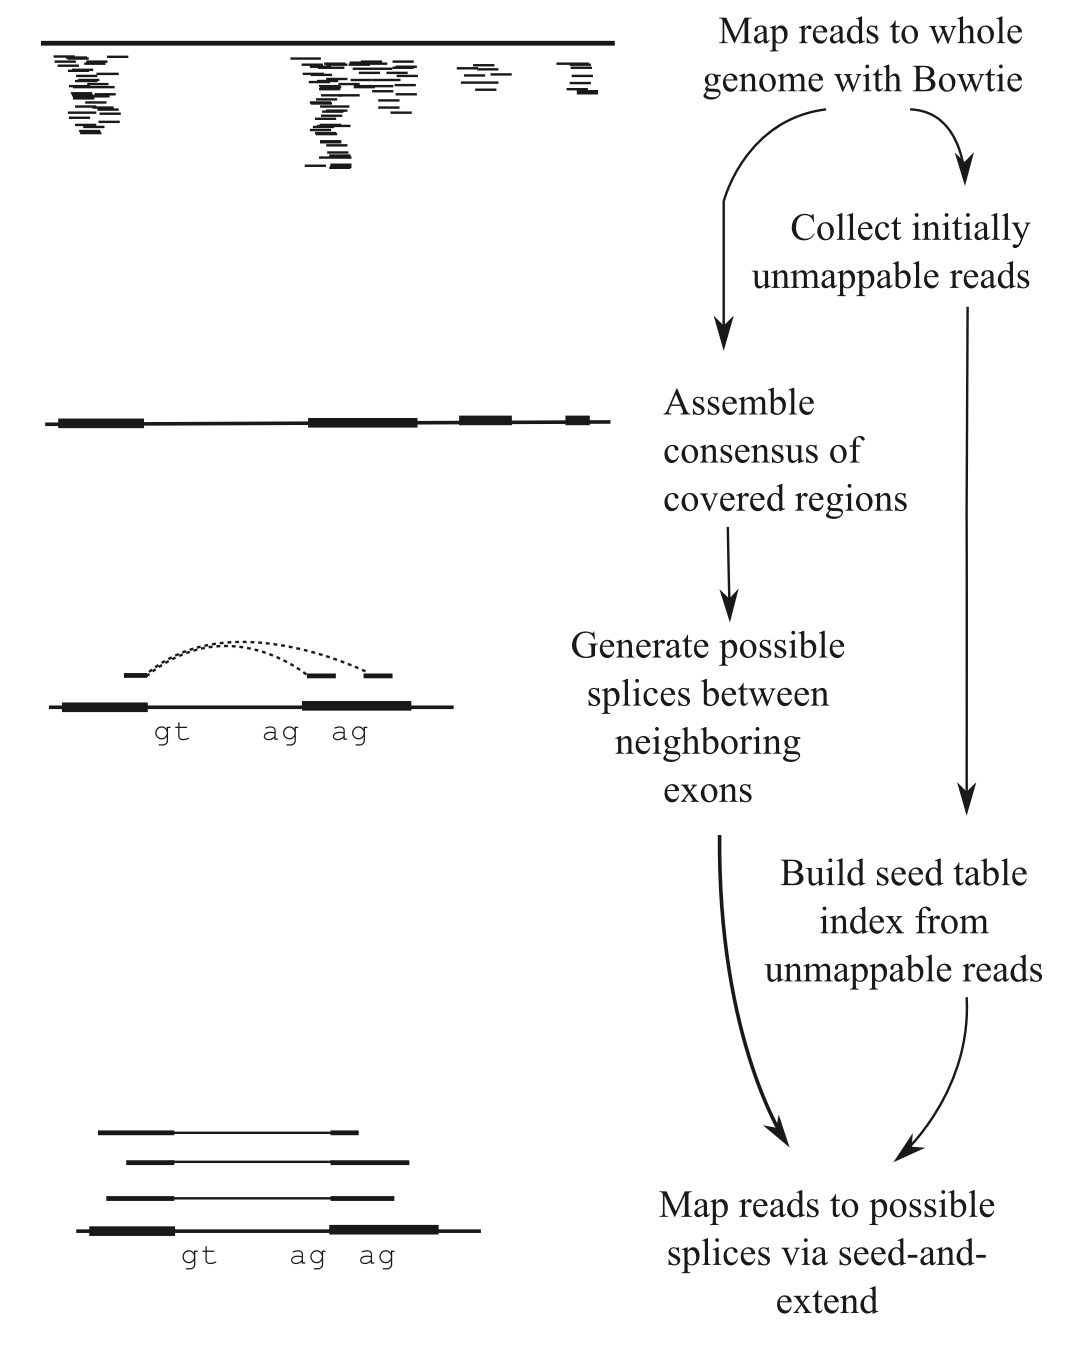 Map reads to whole
genome with Bowtie
Collect initially
unmappable reads
Assemble
consensus of
covered regions
Generate possible
splices between
neighboring
exons
gt ag ag
Build seed table
index from
unmappable reads
Map reads to possible
splices via seed-and-
extend
gt ag ag